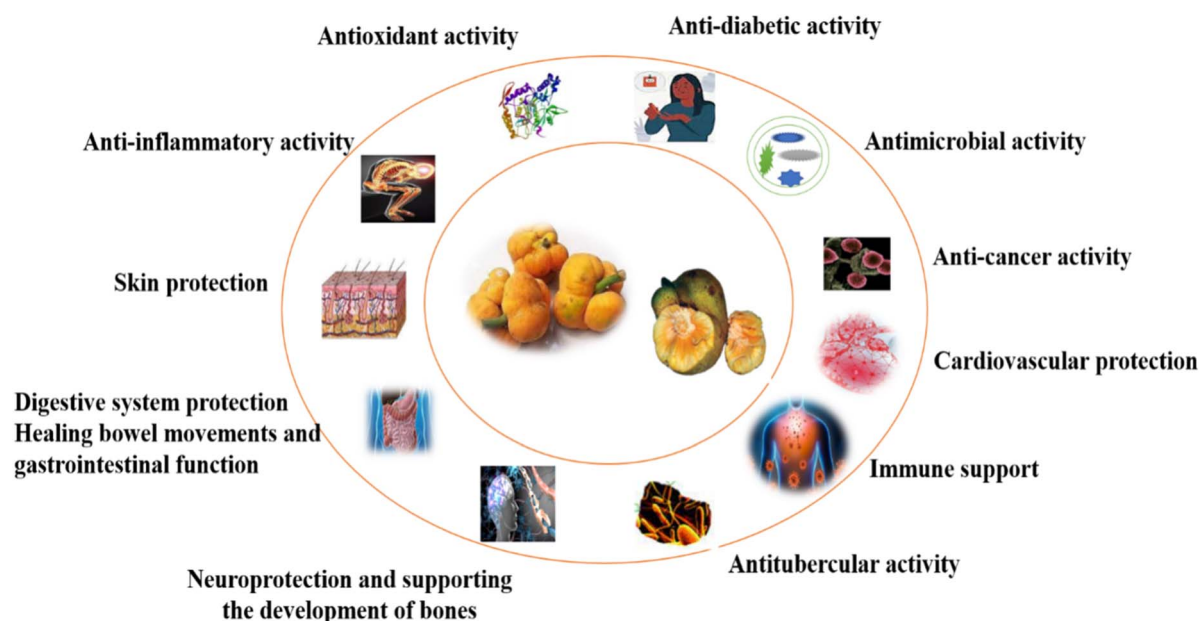 Antioxidant activity
Anti-diabetic activity
Anti-inflammatory activity
Antimicrobial activity
Skin protection
Anti-cancer activity
Cardiovascular protection
Digestive system protection
Healing bowel movements and
gastrointestinal function
Immune support
Antitubercular activity
Neuroprotection and supporting
the development of bones